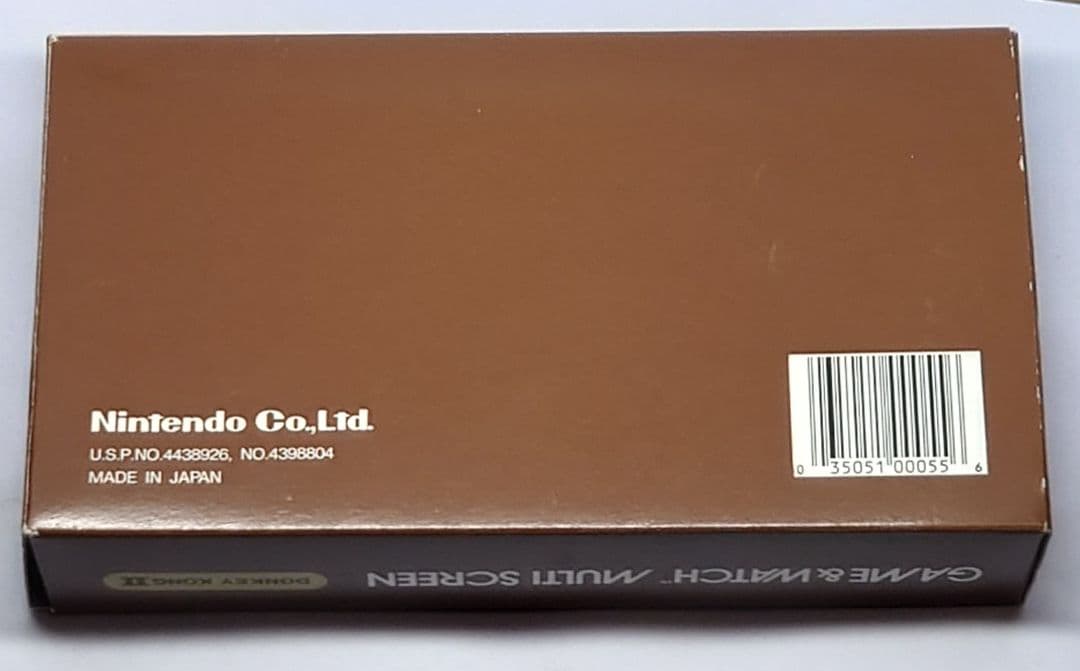 Nintendo Co.,Ltd.
U.S.P.NO.4438926, NO.4398804
MADE IN JAPAN
0 35051 00055 6
GAME & WATCH™ MULTI SCREEN
DONKEY KONG II